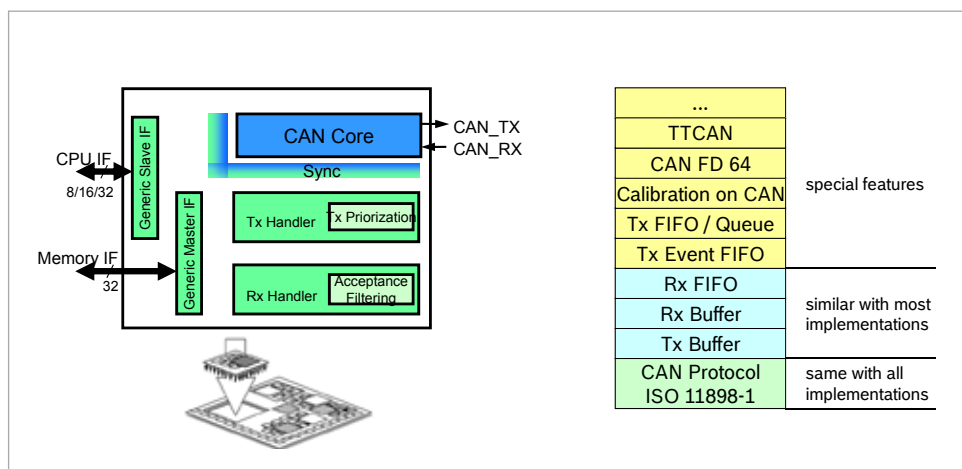 CAN Core
CAN_TX
CAN_RX
Sync
CPU IF
8/16/32
Generic Slave IF
Memory IF
32
Generic Master IF
Tx Handler
Tx Priorization
Rx Handler
Acceptance
Filtering
...
TTCAN
CAN FD 64
Calibration on CAN
Tx FIFO / Queue
Tx Event FIFO
special features
Rx FIFO
Rx Buffer
Tx Buffer
similar with most
implementations
CAN Protocol
ISO 11898-1
same with all
implementations